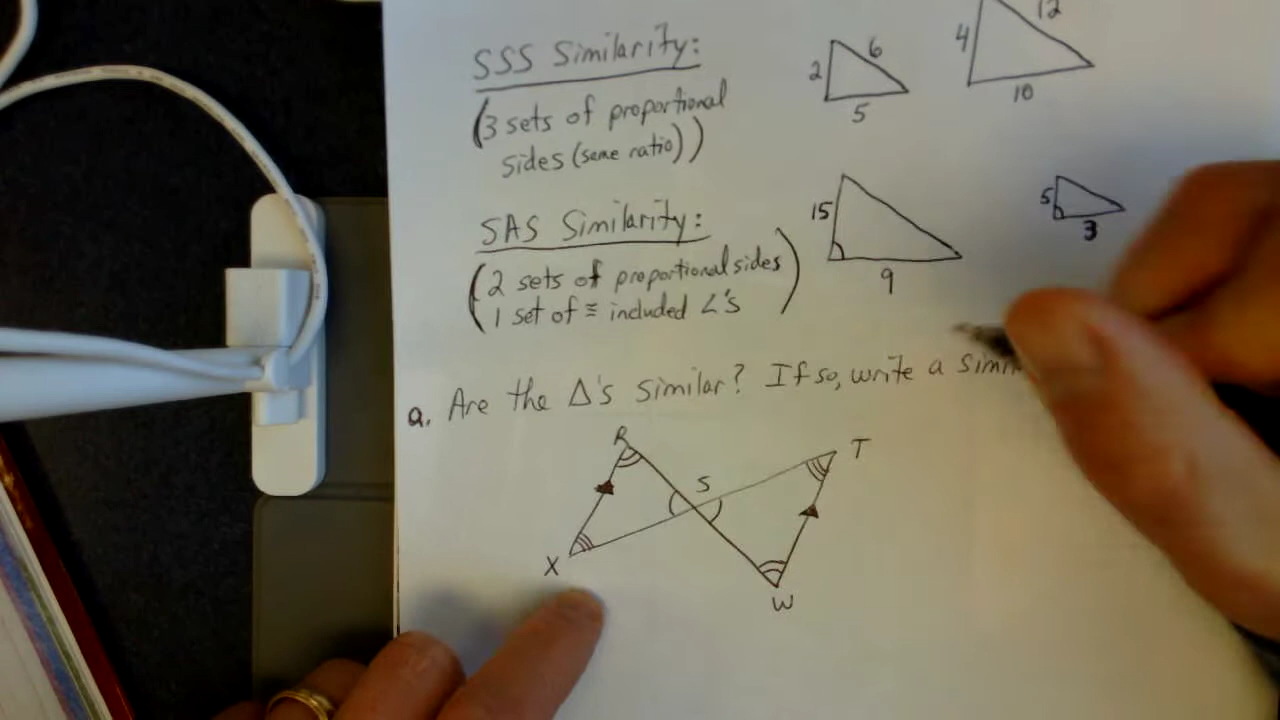 SSS Similarity:
(3 sets of proportional
sides (same ratio))
2
6
5
4
12
10
SAS Similarity:
(2 sets of proportional sides
1 set of ≅ included ∠'s)
15
9
5
3
a. Are the Δ's similar? If so, write a
R
S
T
X
W